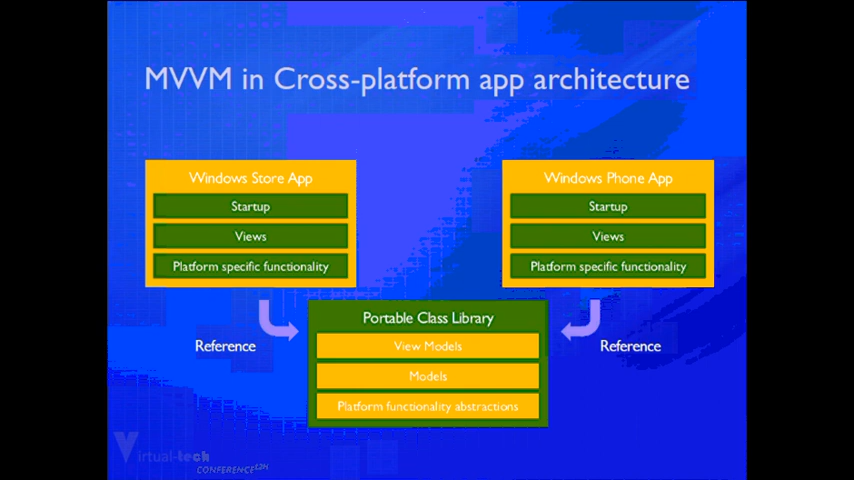 MVVM in Cross-platform app architecture
Windows Store App
Startup
Views
Platform specific functionality
Windows Phone App
Startup
Views
Platform specific functionality
Reference
Portable Class Library
View Models
Models
Platform functionality abstractions
Reference
Virtual-tech
CONFERENCE